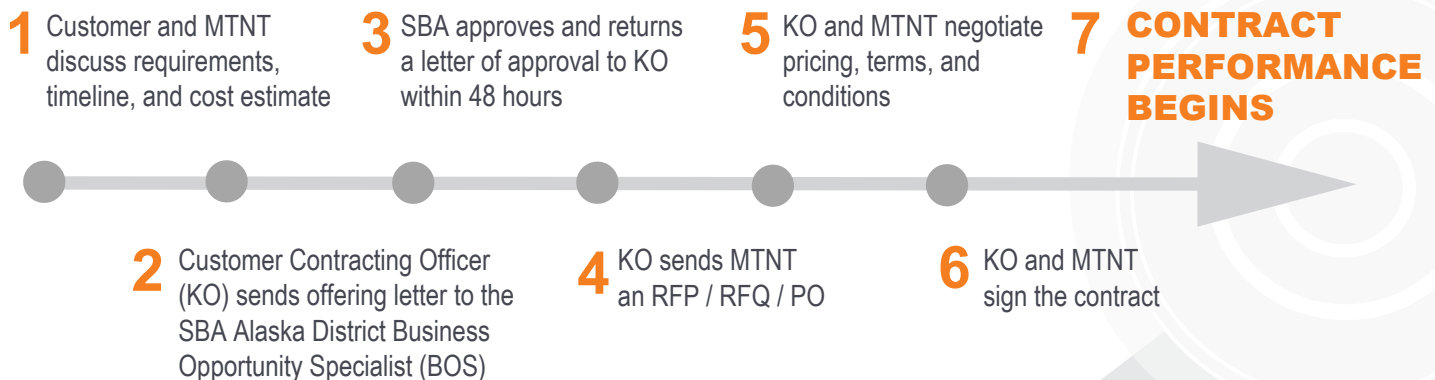 1 Customer and MTNT
discuss requirements,
timeline, and cost estimate
2 Customer Contracting Officer
(KO) sends offering letter to the
SBA Alaska District Business
Opportunity Specialist (BOS)
3 SBA approves and returns
a letter of approval to KO
within 48 hours
4 KO sends MTNT
an RFP / RFQ / PO
5 KO and MTNT negotiate
pricing, terms, and
conditions
6 KO and MTNT
sign the contract
7 CONTRACT
PERFORMANCE
BEGINS